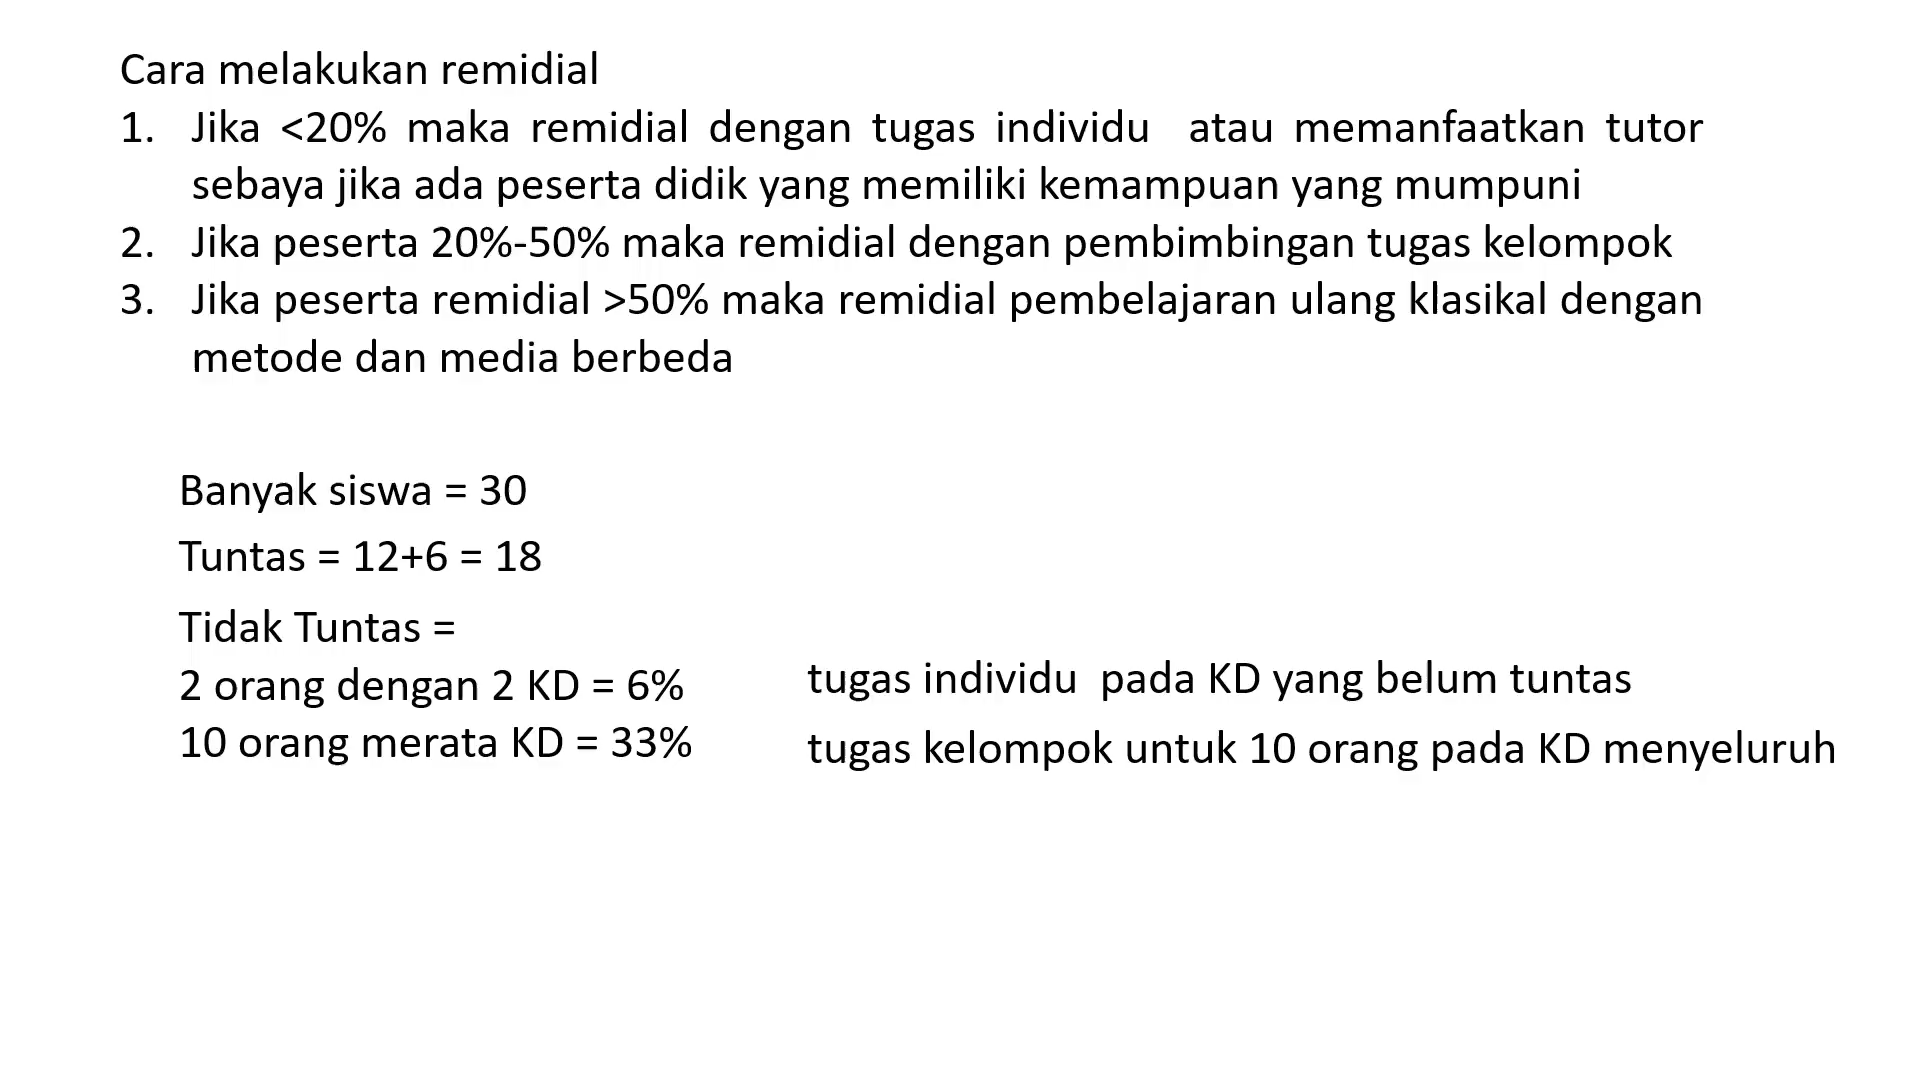 Cara melakukan remidial
1. Jika <20% maka remidial dengan tugas individu atau memanfaatkan tutor
sebaya jika ada peserta didik yang memiliki kemampuan yang mumpuni
2. Jika peserta 20%-50% maka remidial dengan pembimbingan tugas kelompok
3. Jika peserta remidial >50% maka remidial pembelajaran ulang klasikal dengan
metode dan media berbeda
Banyak siswa = 30
Tuntas = 12+6 = 18
Tidak Tuntas =
2 orang dengan 2 KD = 6%
tugas individu pada KD yang belum tuntas
10 orang merata KD = 33%
tugas kelompok untuk 10 orang pada KD menyeluruh